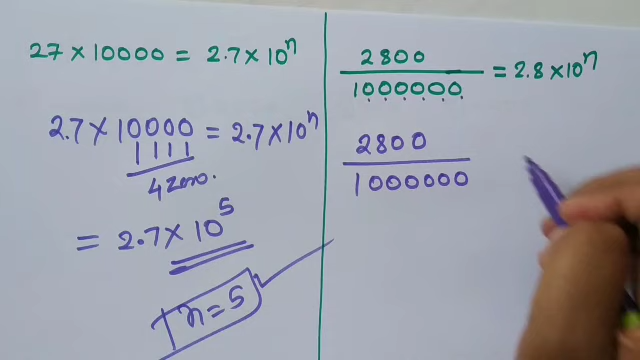 27 × 10000 = 2.7 × 10ⁿ
2.7 × 10000 = 2.7 × 10ⁿ
1111
4 Zero.
= 2.7 × 10⁵
n = 5
2800
1000000
= 2.8 × 10ⁿ
2800
1000000